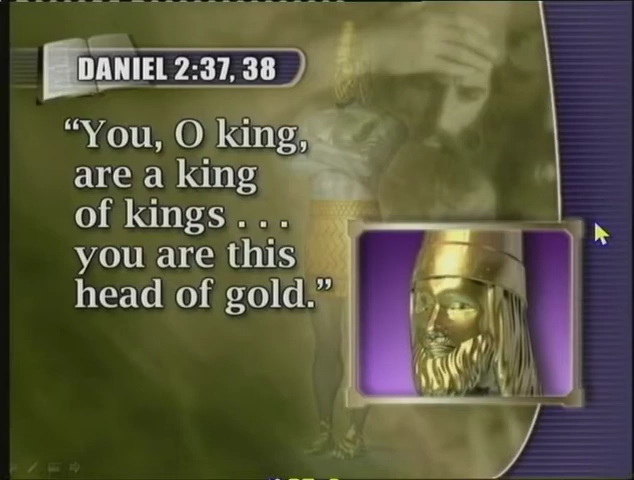 DANIEL 2:37, 38
“You, O king,
are a king
of kings . . .
you are this
head of gold.”